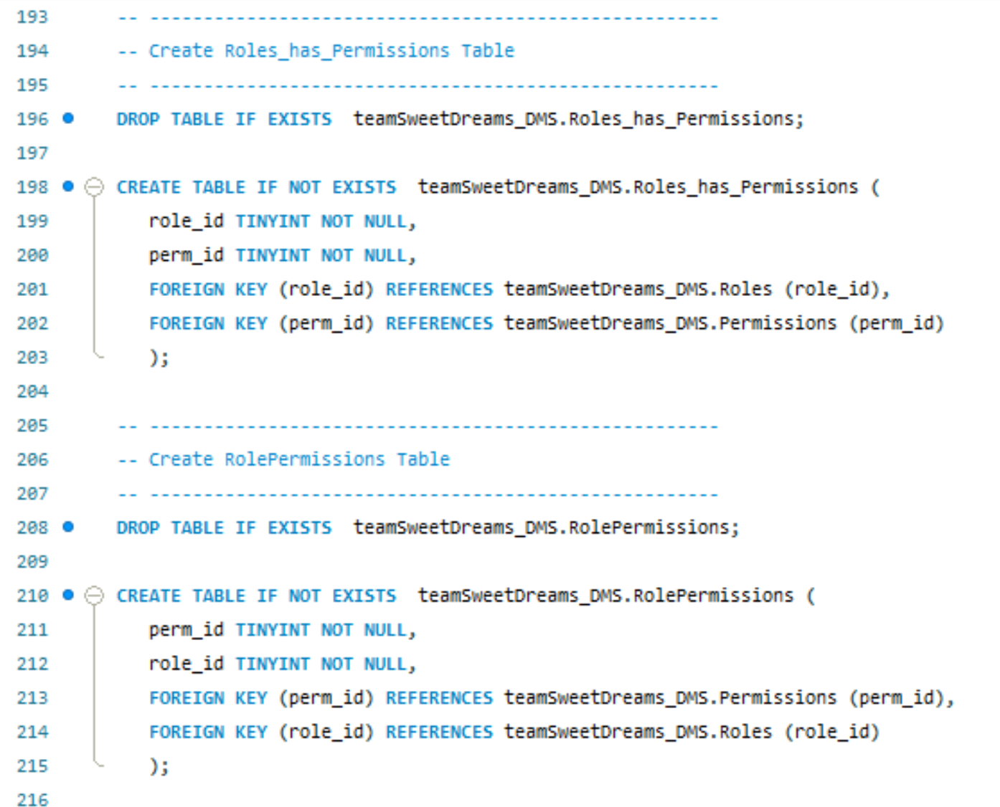 193 -- -----------------------------------------------------
194 -- Create Roles_has_Permissions Table
195 -- -----------------------------------------------------
196 DROP TABLE IF EXISTS  teamSweetDreams_DMS.Roles_has_Permissions;
197
198 CREATE TABLE IF NOT EXISTS  teamSweetDreams_DMS.Roles_has_Permissions (
199    role_id TINYINT NOT NULL,
200    perm_id TINYINT NOT NULL,
201    FOREIGN KEY (role_id) REFERENCES teamSweetDreams_DMS.Roles (role_id),
202    FOREIGN KEY (perm_id) REFERENCES teamSweetDreams_DMS.Permissions (perm_id)
203    );
204
205 -- -----------------------------------------------------
206 -- Create RolePermissions Table
207 -- -----------------------------------------------------
208 DROP TABLE IF EXISTS  teamSweetDreams_DMS.RolePermissions;
209
210 CREATE TABLE IF NOT EXISTS  teamSweetDreams_DMS.RolePermissions (
211    perm_id TINYINT NOT NULL,
212    role_id TINYINT NOT NULL,
213    FOREIGN KEY (perm_id) REFERENCES teamSweetDreams_DMS.Permissions (perm_id),
214    FOREIGN KEY (role_id) REFERENCES teamSweetDreams_DMS.Roles (role_id)
215    );
216